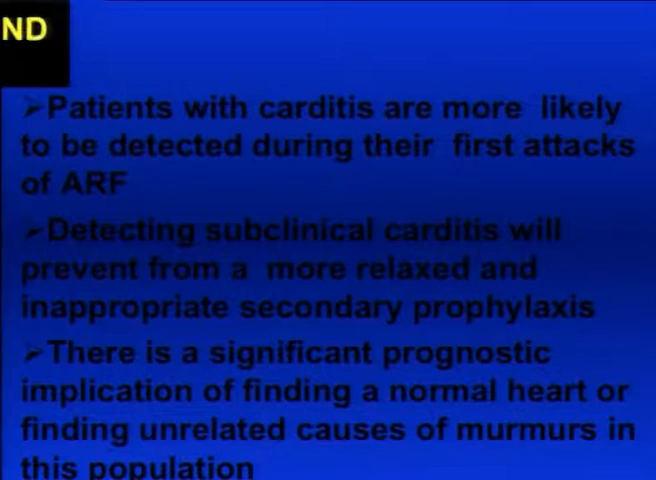 ND
➢Patients with carditis are more likely
to be detected during their first attacks
of ARF
➢Detecting subclinical carditis will
prevent from a more relaxed and
inappropriate secondary prophylaxis
➢There is a significant prognostic
implication of finding a normal heart or
finding unrelated causes of murmurs in
this population